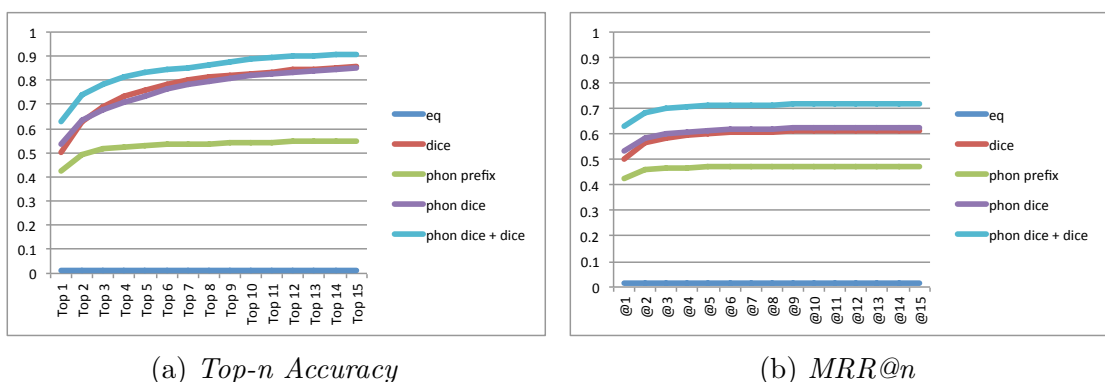 1
0.9
0.8
0.7
0.6
0.5
0.4
0.3
0.2
0.1
0
Top 1
Top 2
Top 3
Top 4
Top 5
Top 6
Top 7
Top 8
Top 9
Top 10
Top 11
Top 12
Top 13
Top 14
Top 15
eq
dice
phon prefix
phon dice
phon dice + dice
(a) Top-n Accuracy
1
0.9
0.8
0.7
0.6
0.5
0.4
0.3
0.2
0.1
0
@1
@2
@3
@4
@5
@6
@7
@8
@9
@10
@11
@12
@13
@14
@15
eq
dice
phon prefix
phon dice
phon dice + dice
(b) MRR@n